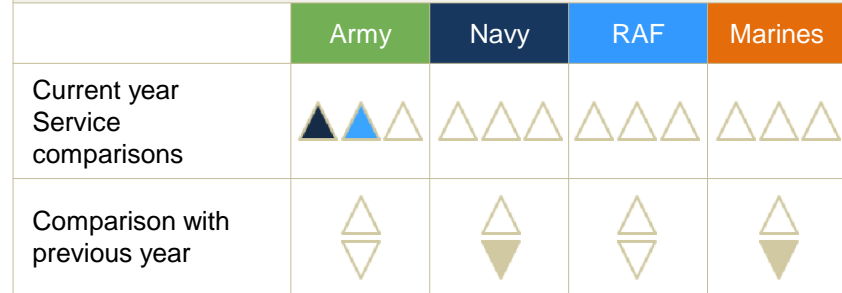 Army Navy RAF Marines
Current year
Service
comparisons
Comparison with
previous year